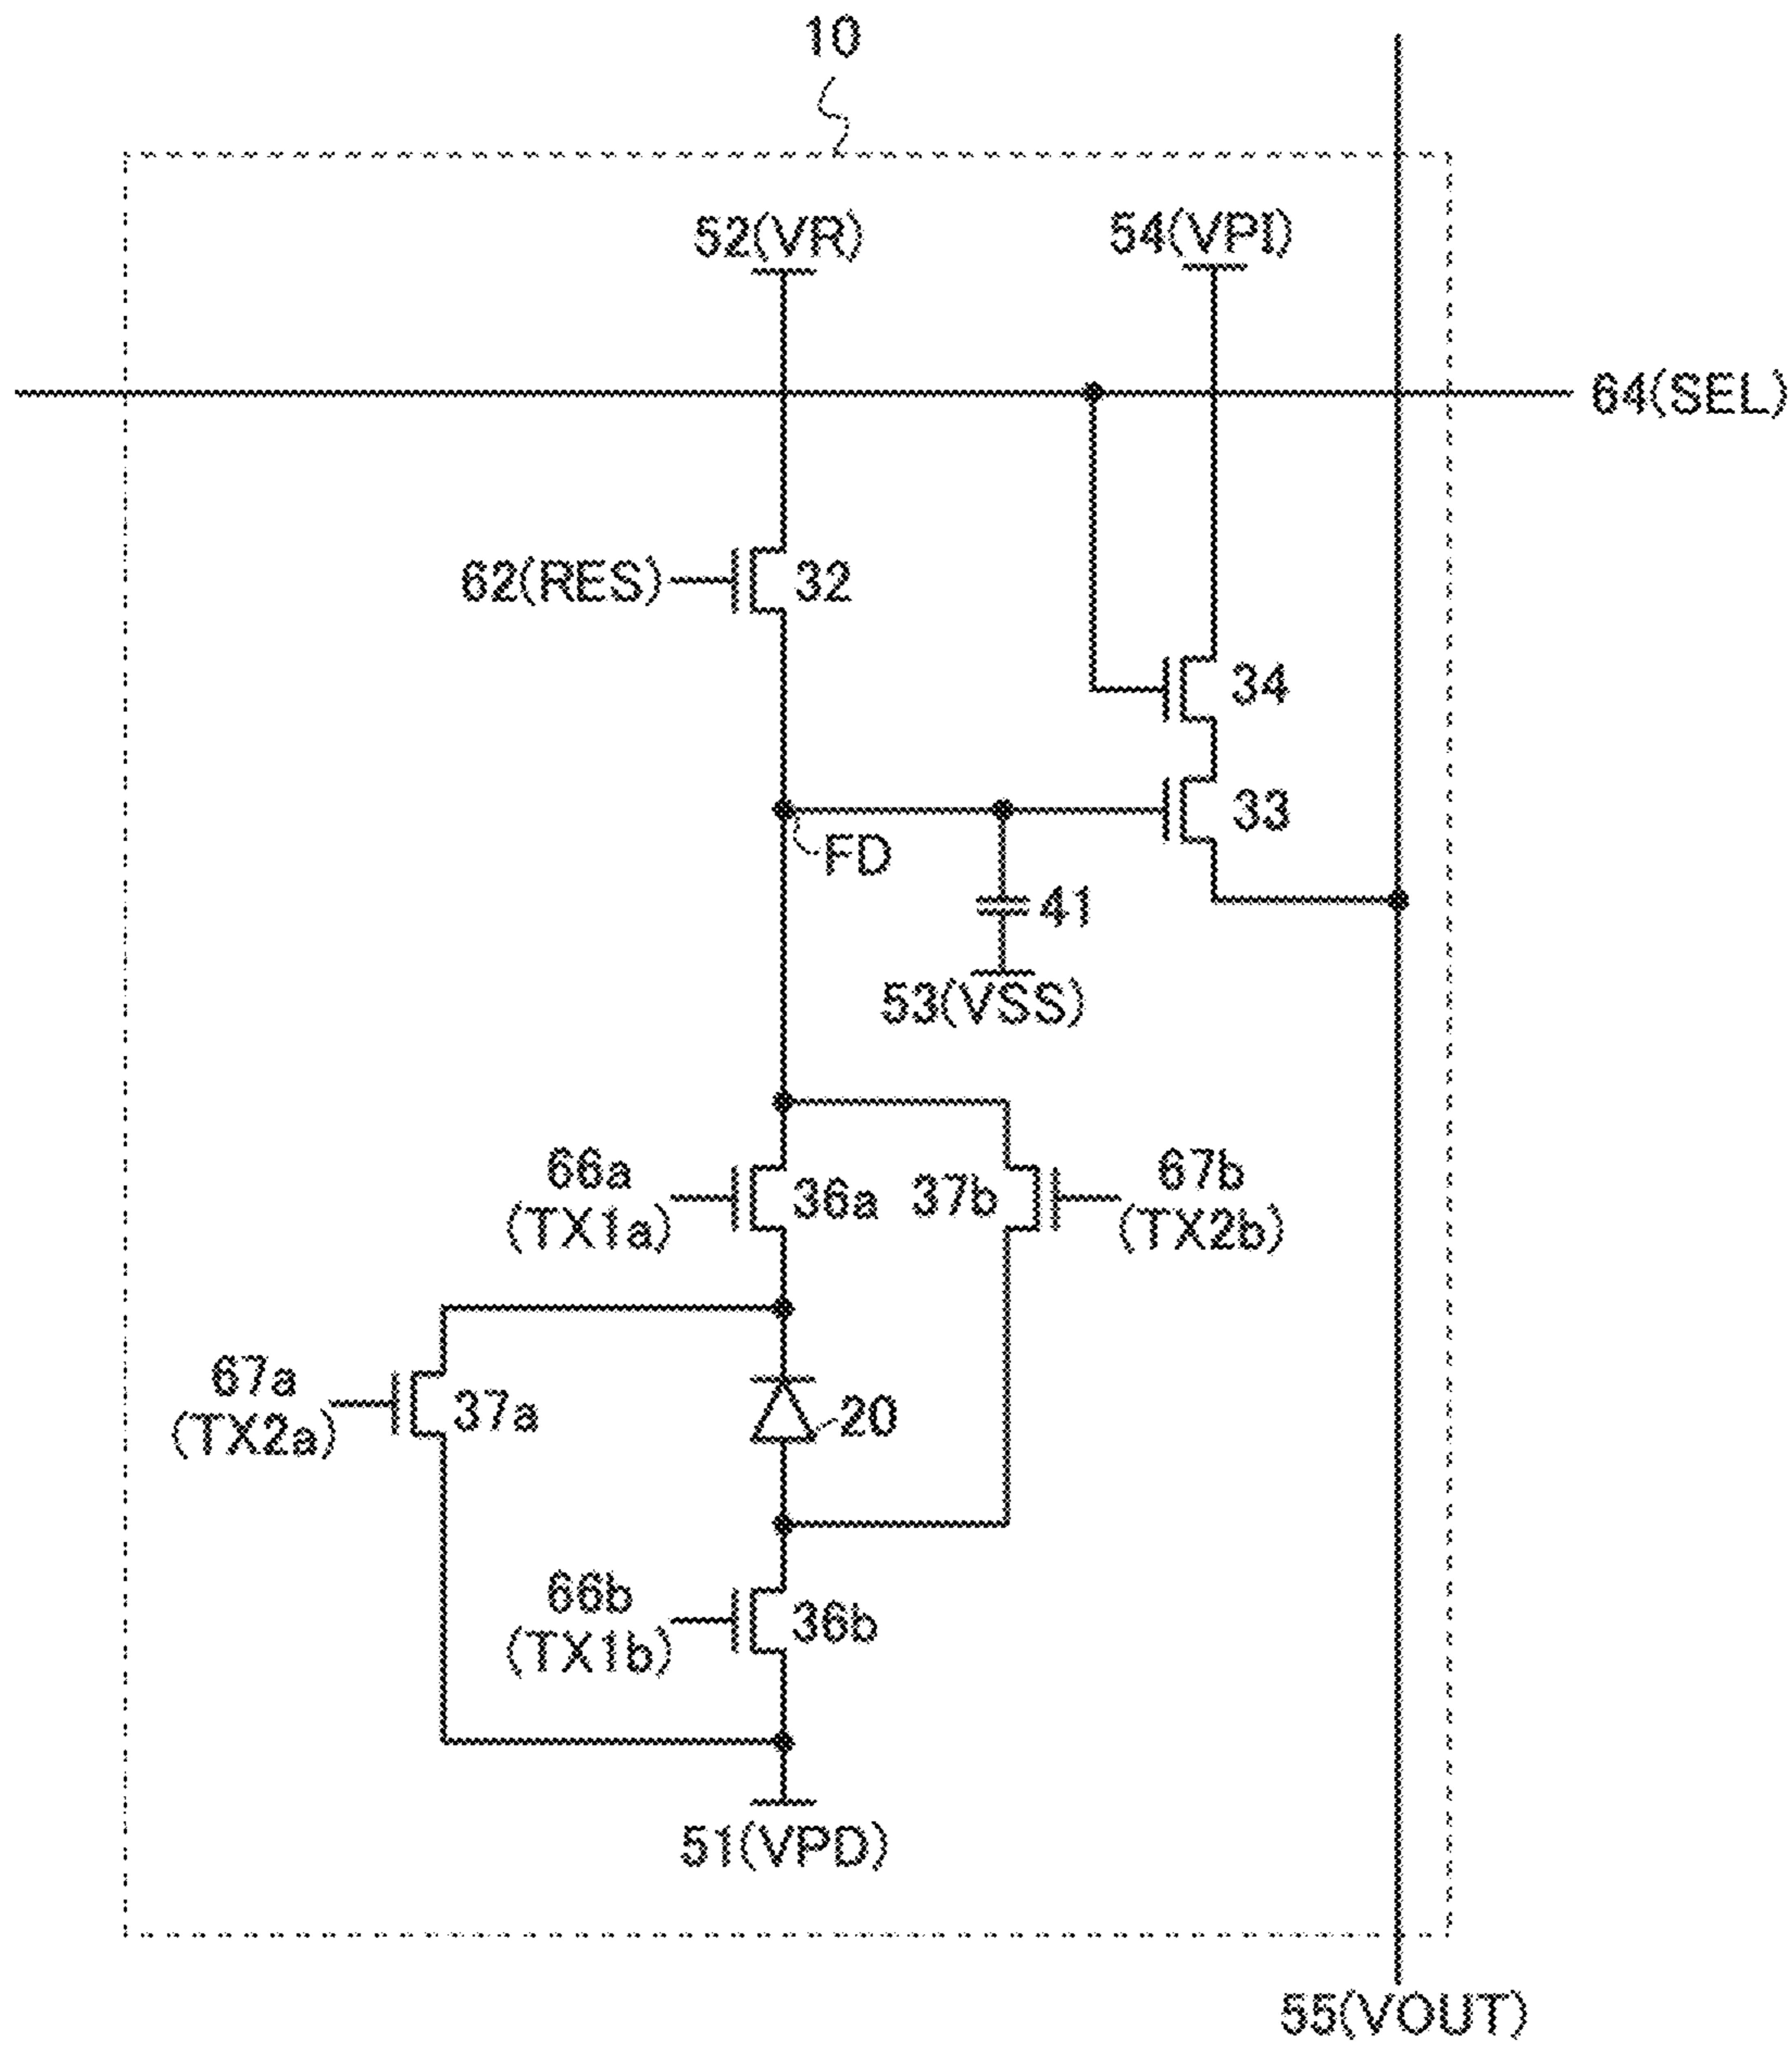 10
52(VR)
54(VPI)
64(SEL)
62(RES)
32
34
33
FD
41
53(VSS)
66a
(TX1a)
36a
37b
67b
(TX2b)
67a
(TX2a)
37a
20
66b
(TX1b)
36b
51(VPD)
55(VOUT)